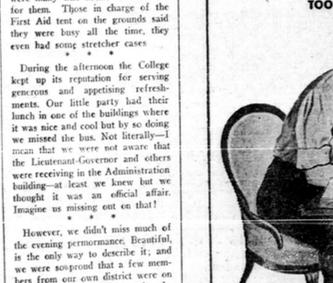 for them. Those in charge of the
First Aid tent on the grounds said
they were busy all the time, they
even had some stretcher cases
* * *
During the afternoon the College
kept up its reputation for serving
generous and appetising refresh-
ments. Our little party had their
lunch in one of the buildings where
it was nice and cool but by so doing
we missed the bus. Not literally—I
mean that we were not aware that
the Lieutenant-Governor and others
were receiving in the Administration
building—at least we knew but we
thought it was an official affair.
Imagine us missing out on that!
* * *
However, we didn't miss much of
the evening permormance. Beautiful,
is the only way to describe it; and
we were so proud that a few mem-
bers from our own district were on
TOO